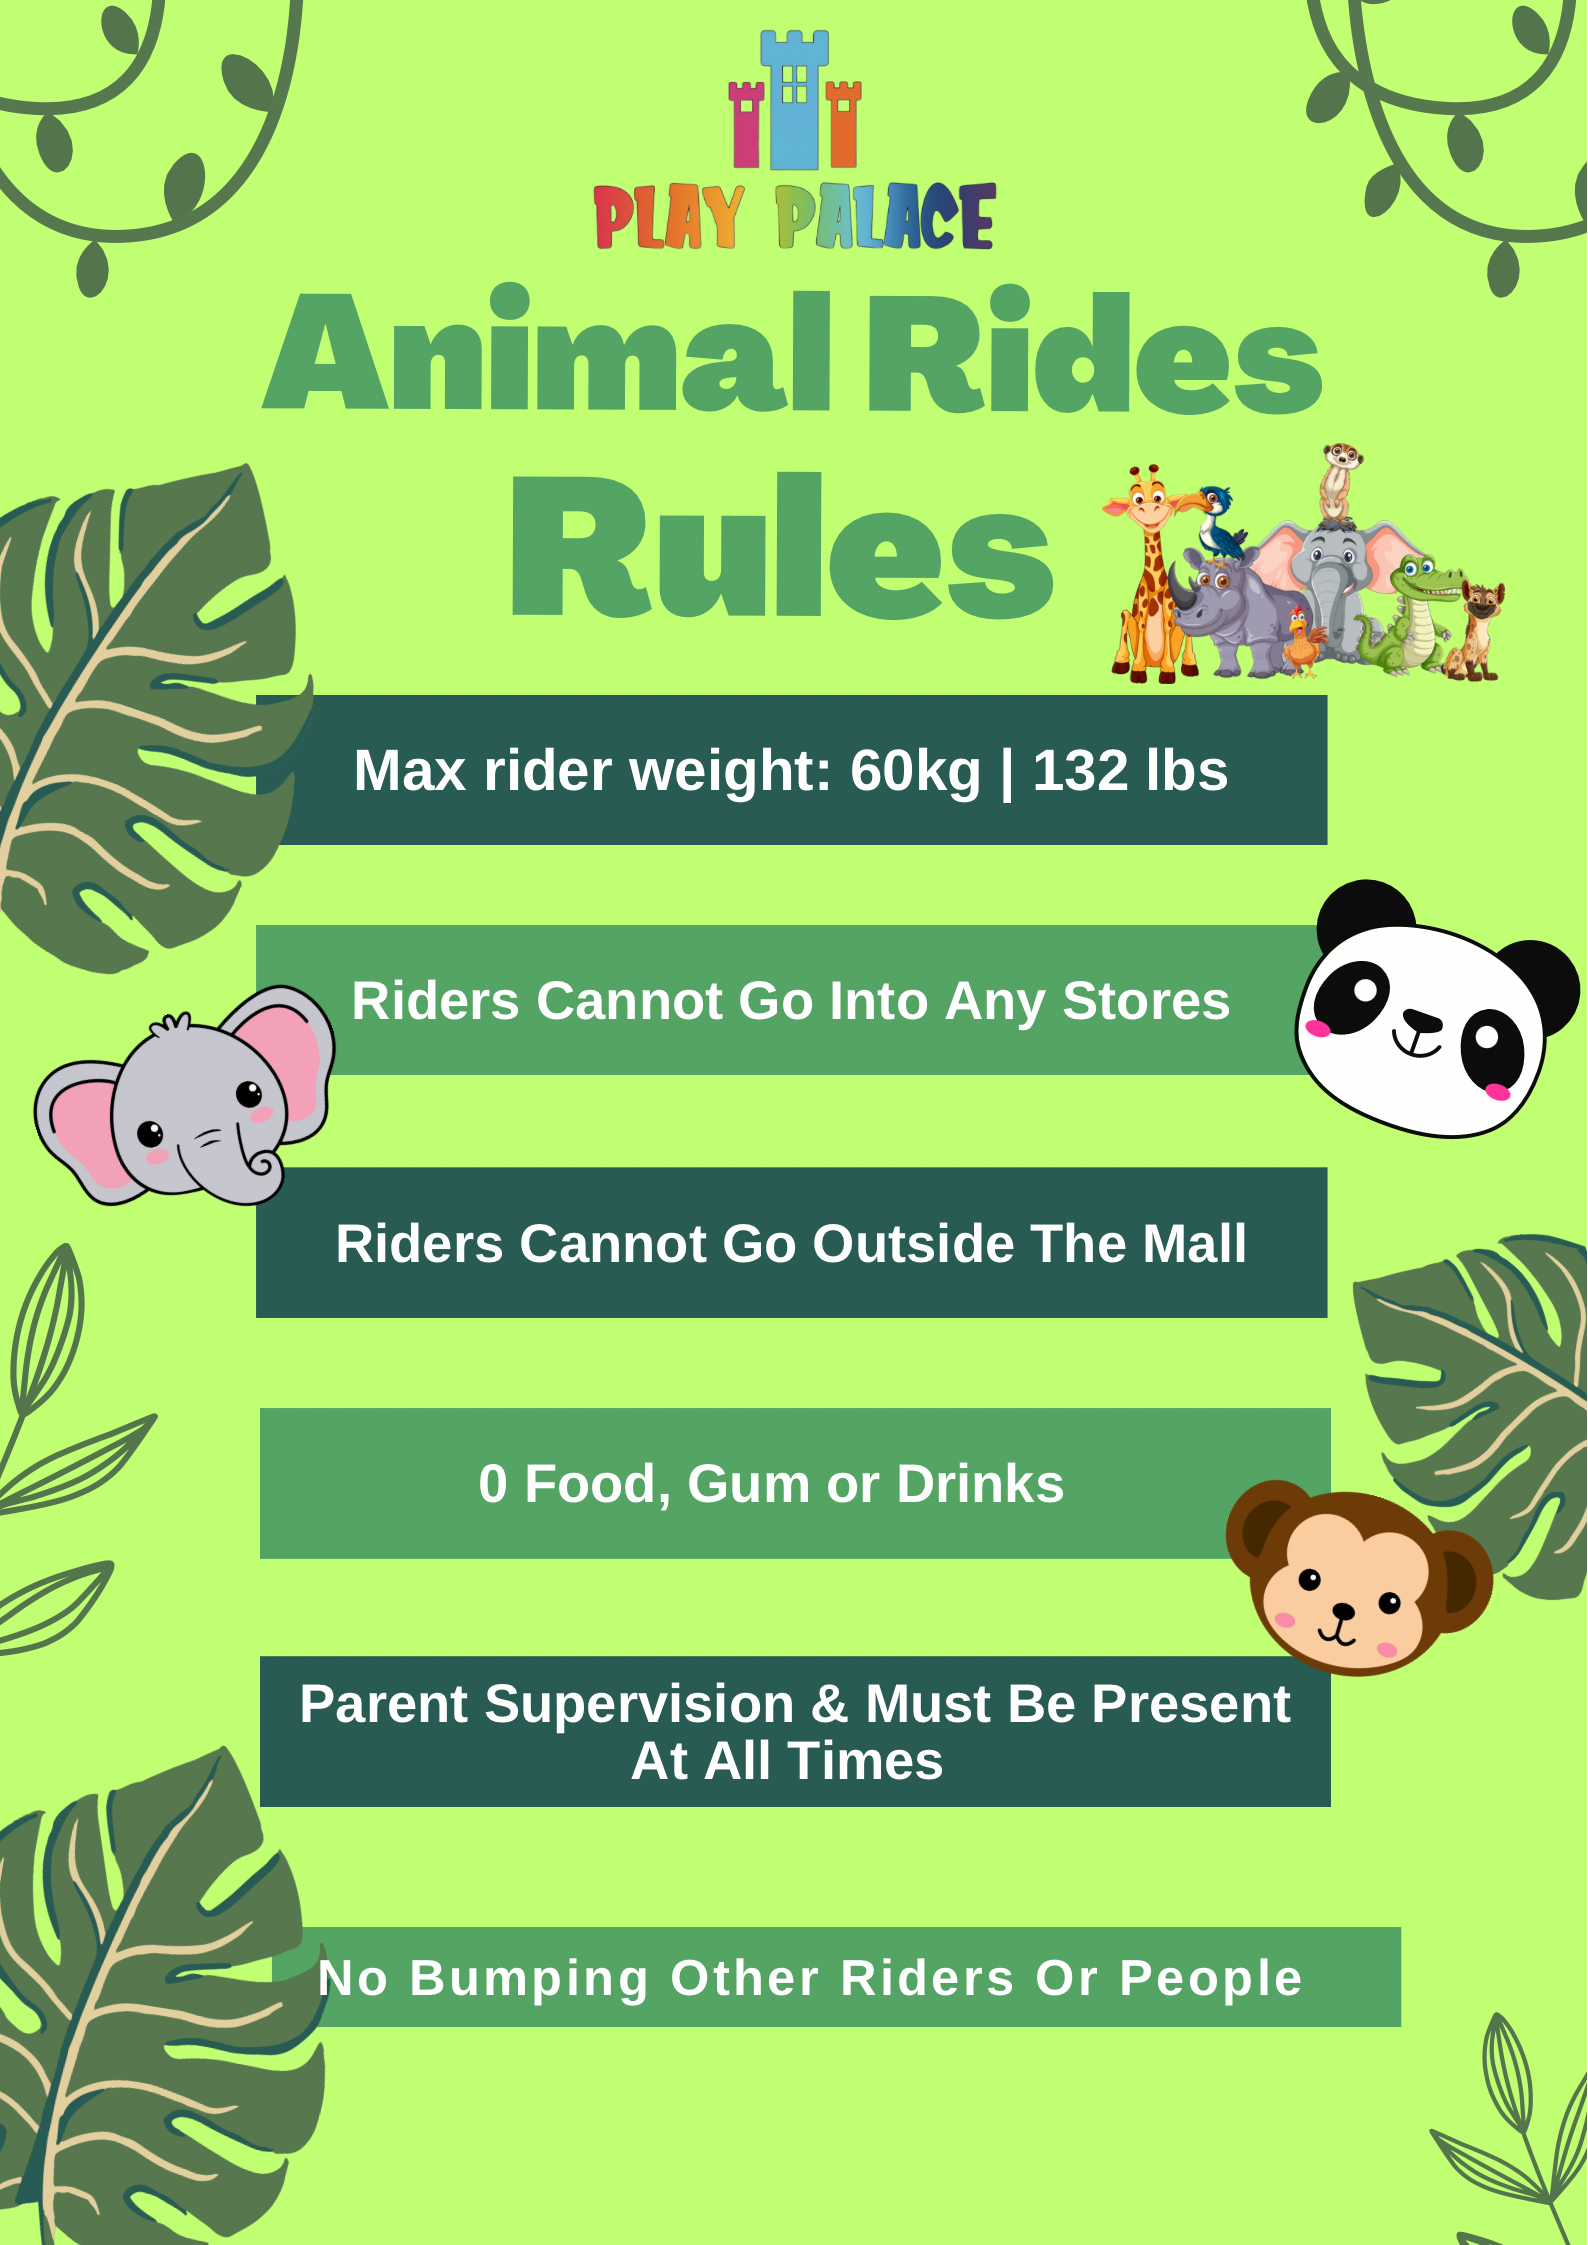 PLAY PALACE
Animal Rides
Rules
Max rider weight: 60kg | 132 lbs
Riders Cannot Go Into Any Stores
Riders Cannot Go Outside The Mall
0 Food, Gum or Drinks
Parent Supervision & Must Be Present
At All Times
No Bumping Other Riders Or People